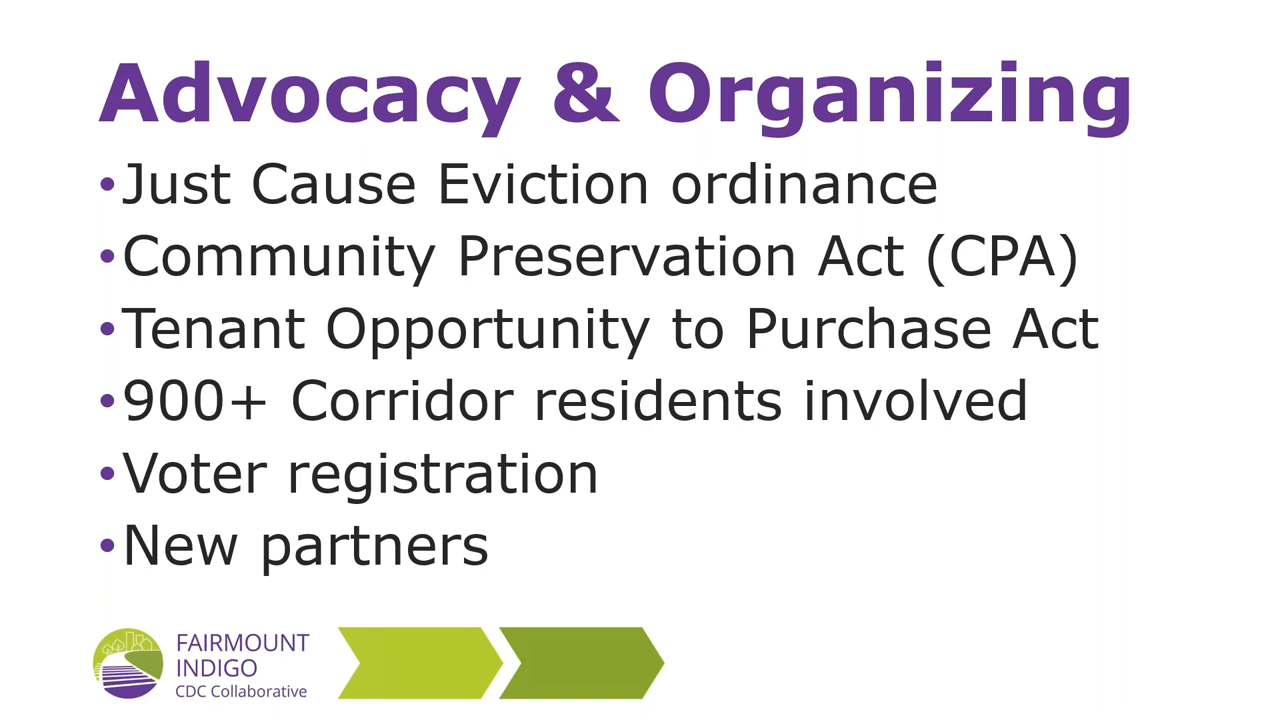 Advocacy & Organizing
•Just Cause Eviction ordinance
•Community Preservation Act (CPA)
•Tenant Opportunity to Purchase Act
•900+ Corridor residents involved
•Voter registration
•New partners
FAIRMOUNT
INDIGO
CDC Collaborative